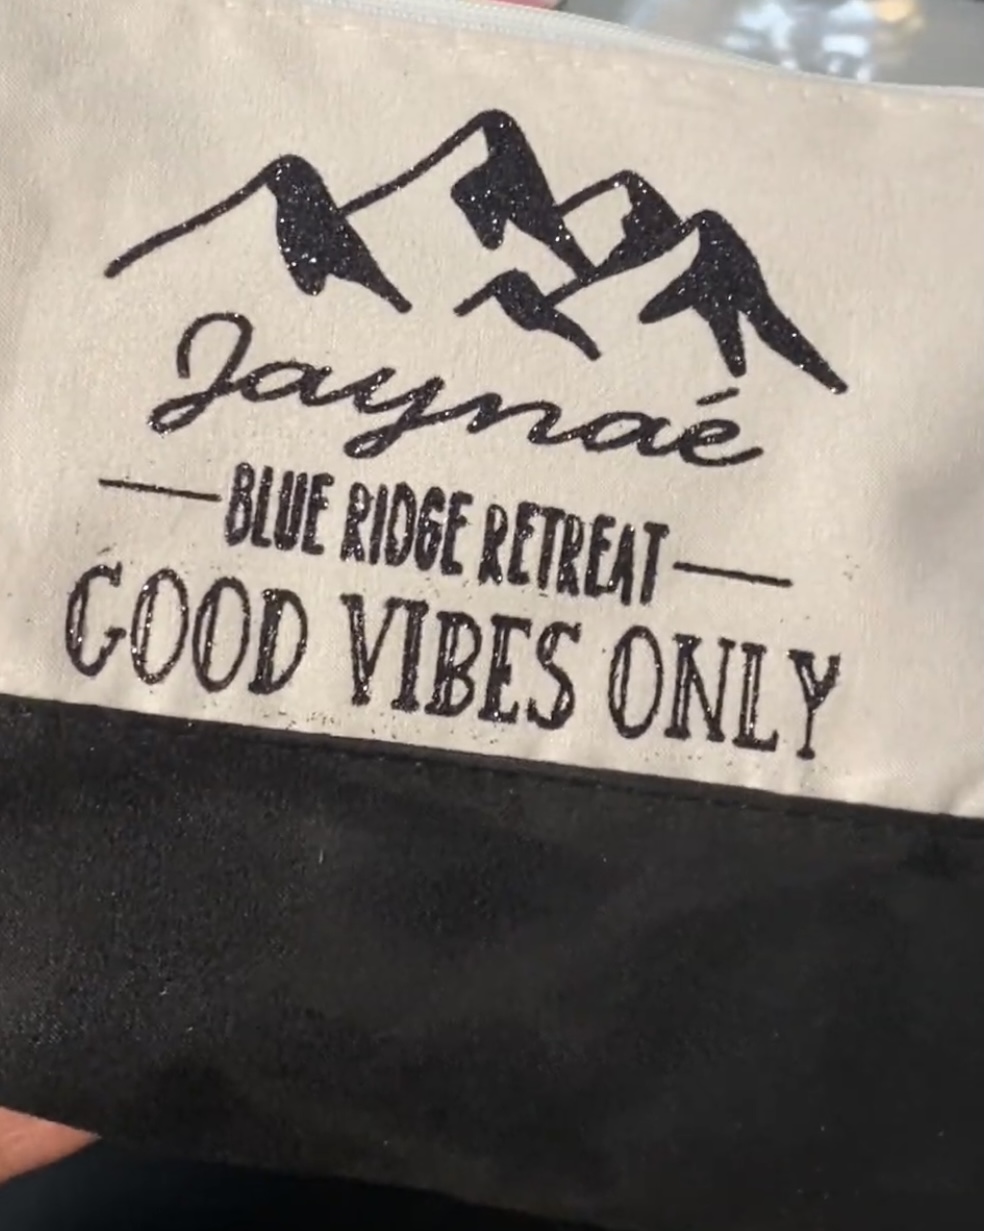 Jaynaé
BLUE RIDGE RETREAT
GOOD VIBES ONLY